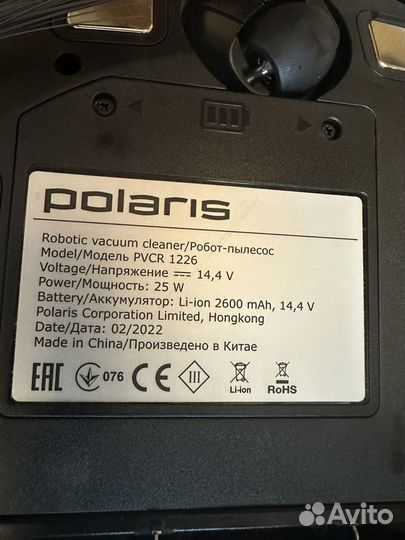 polaris
Robotic vacuum cleaner/Робот-пылесос
Model/Модель PVCR 1226
Voltage/Напряжение 14,4 V
Power/Мощность: 25 W
Battery/Аккумулятор: Li-ion 2600 mAh, 14,4 V
Polaris Corporation Limited, Hongkong
Date/Дата: 02/2022
Made in China/Произведено в Китае
EAC 076 CE III Li-ion RoHS
Avito